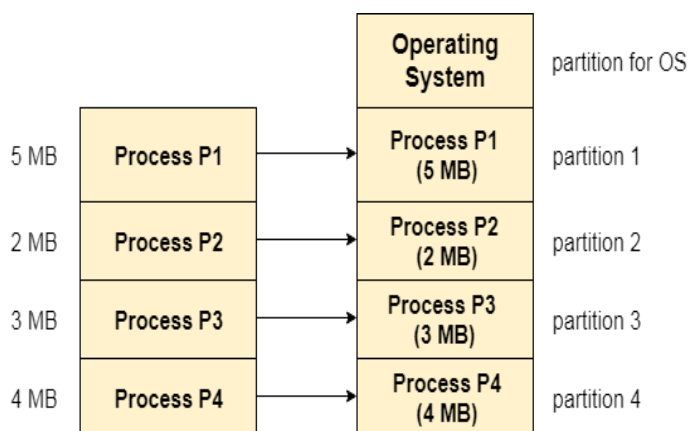 Operating
System
partition for OS
5 MB
Process P1
Process P1
(5 MB)
partition 1
2 MB
Process P2
Process P2
(2 MB)
partition 2
3 MB
Process P3
Process P3
(3 MB)
partition 3
4 MB
Process P4
Process P4
(4 MB)
partition 4